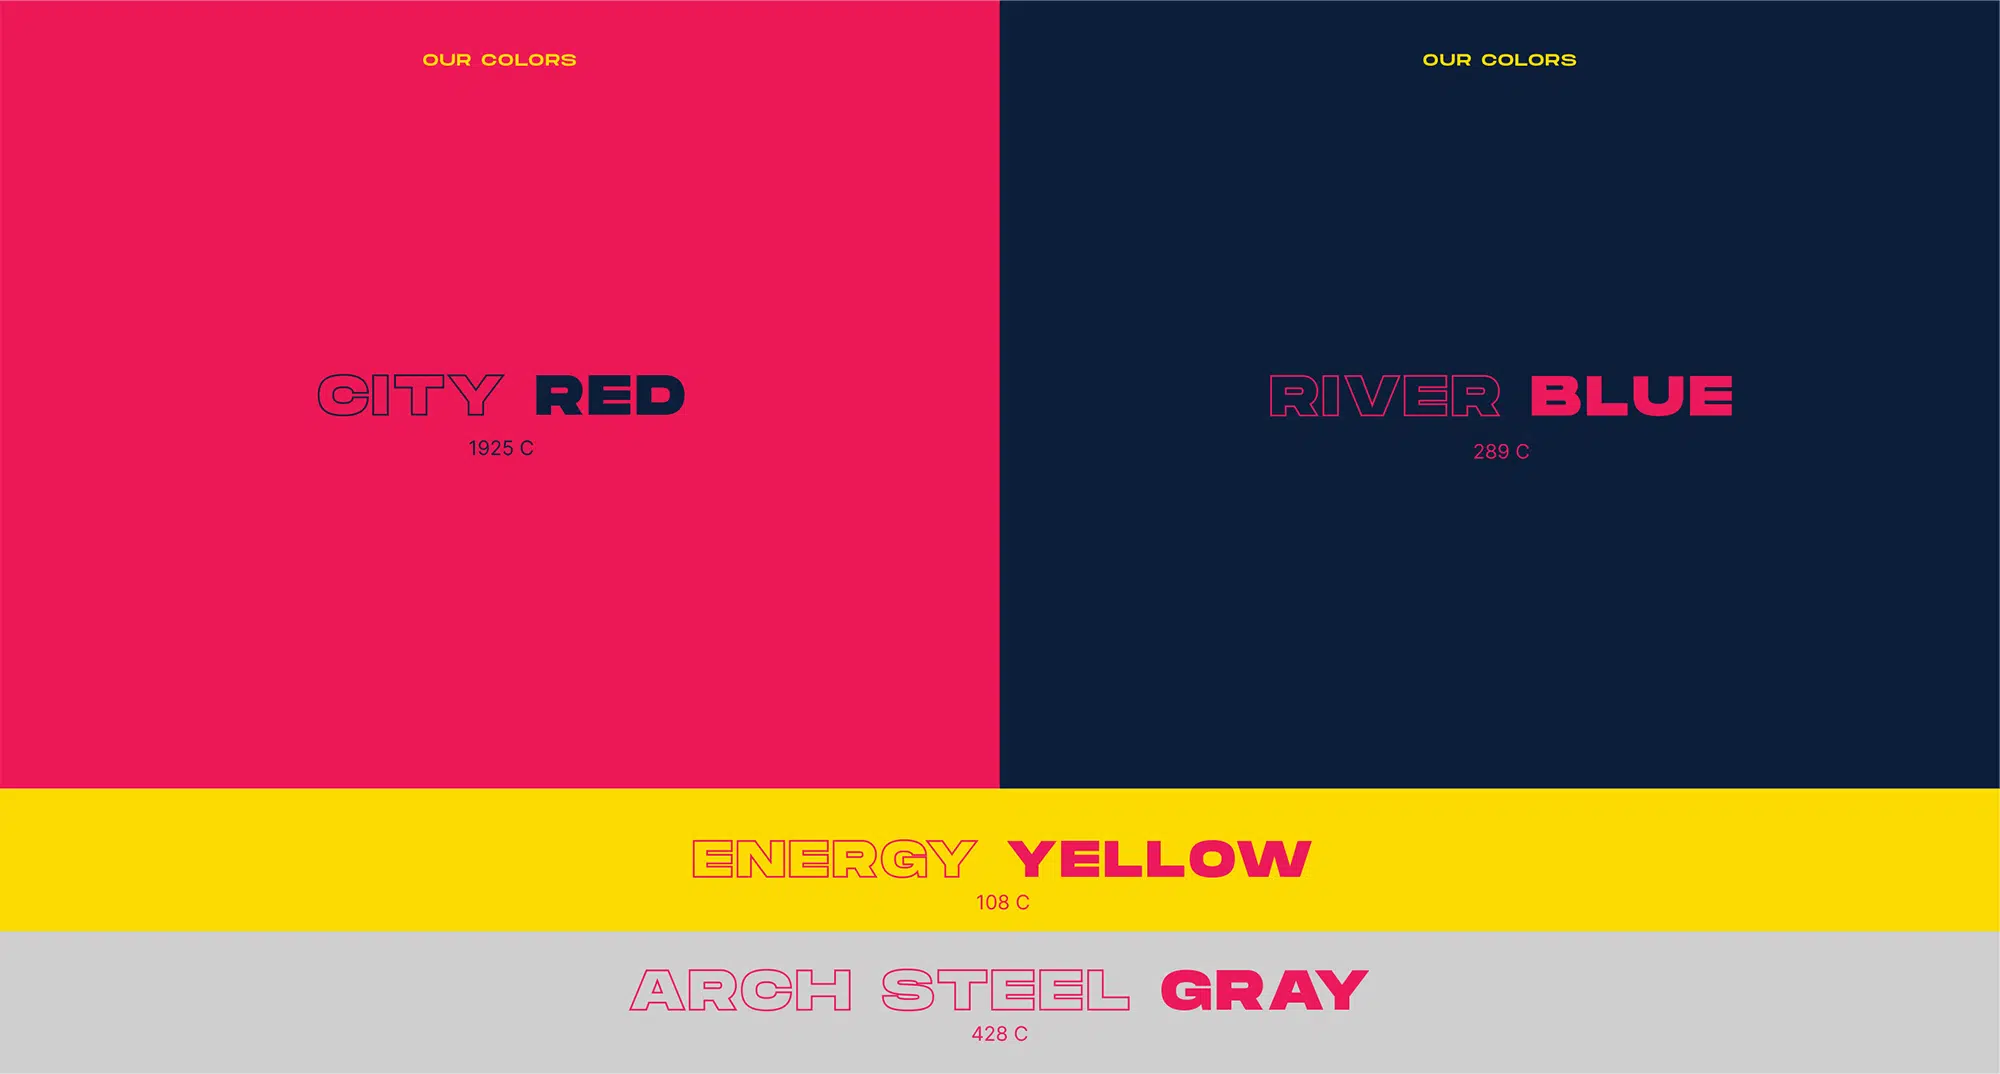 OUR COLORS
CITY RED
1925 C
OUR COLORS
RIVER BLUE
289 C
ENERGY YELLOW
108 C
ARCH STEEL GRAY
428 C